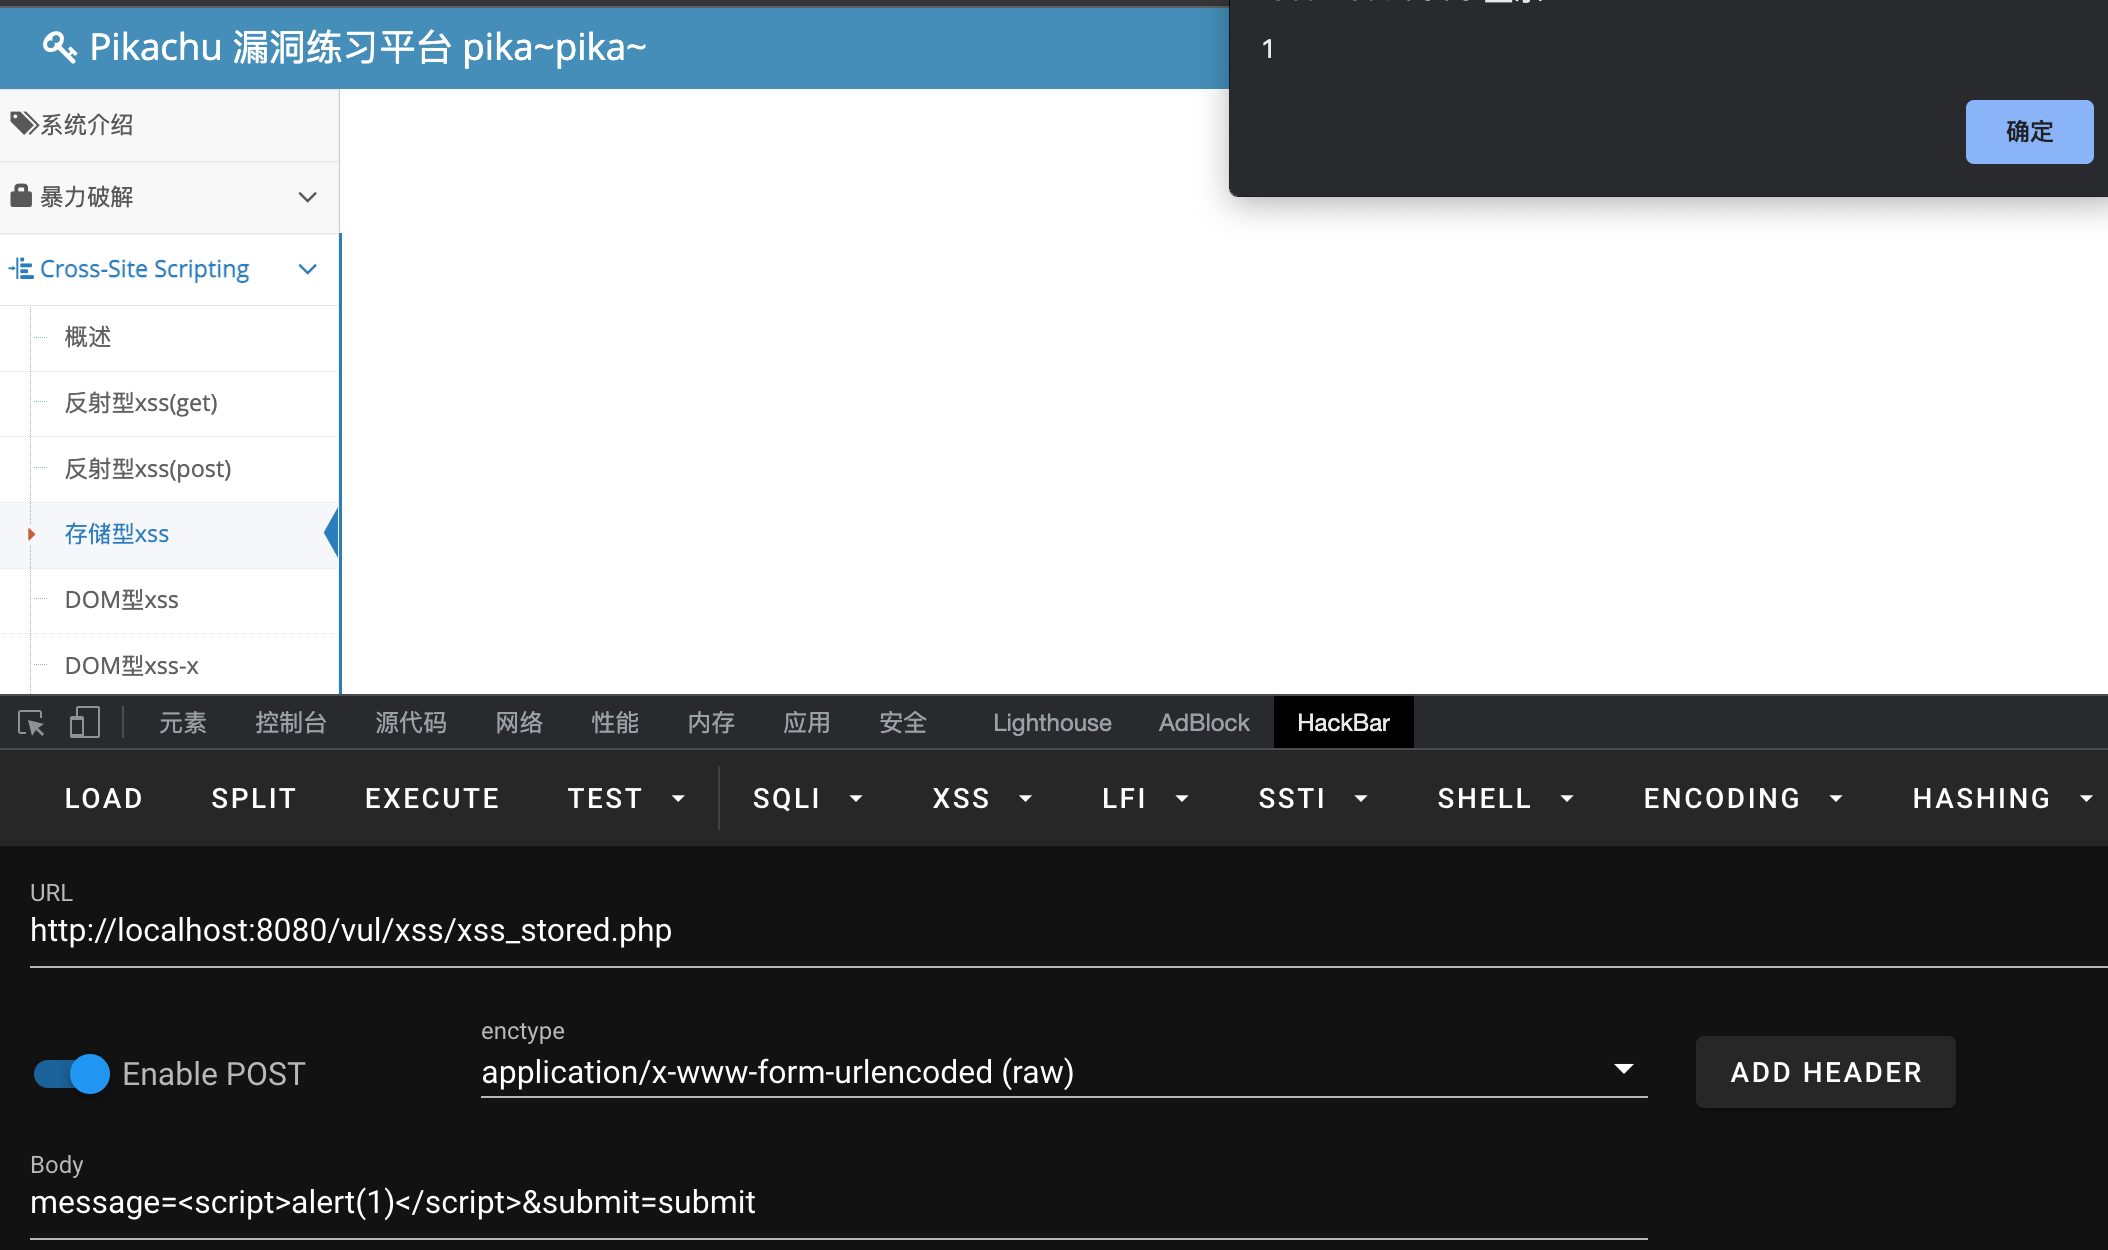 Pikachu 漏洞练习平台 pika~pika~
1
确定
系统介绍
暴力破解
Cross-Site Scripting
概述
反射型xss(get)
反射型xss(post)
存储型xss
DOM型xss
DOM型xss-x
元素 控制台 源代码 网络 性能 内存 应用 安全 Lighthouse AdBlock HackBar
LOAD SPLIT EXECUTE TEST SQLI XSS LFI SSTI SHELL ENCODING HASHING
URL
http://localhost:8080/vul/xss/xss_stored.php
enctype
Enable POST application/x-www-form-urlencoded (raw) ADD HEADER
Body
message=<script>alert(1)</script>&submit=submit